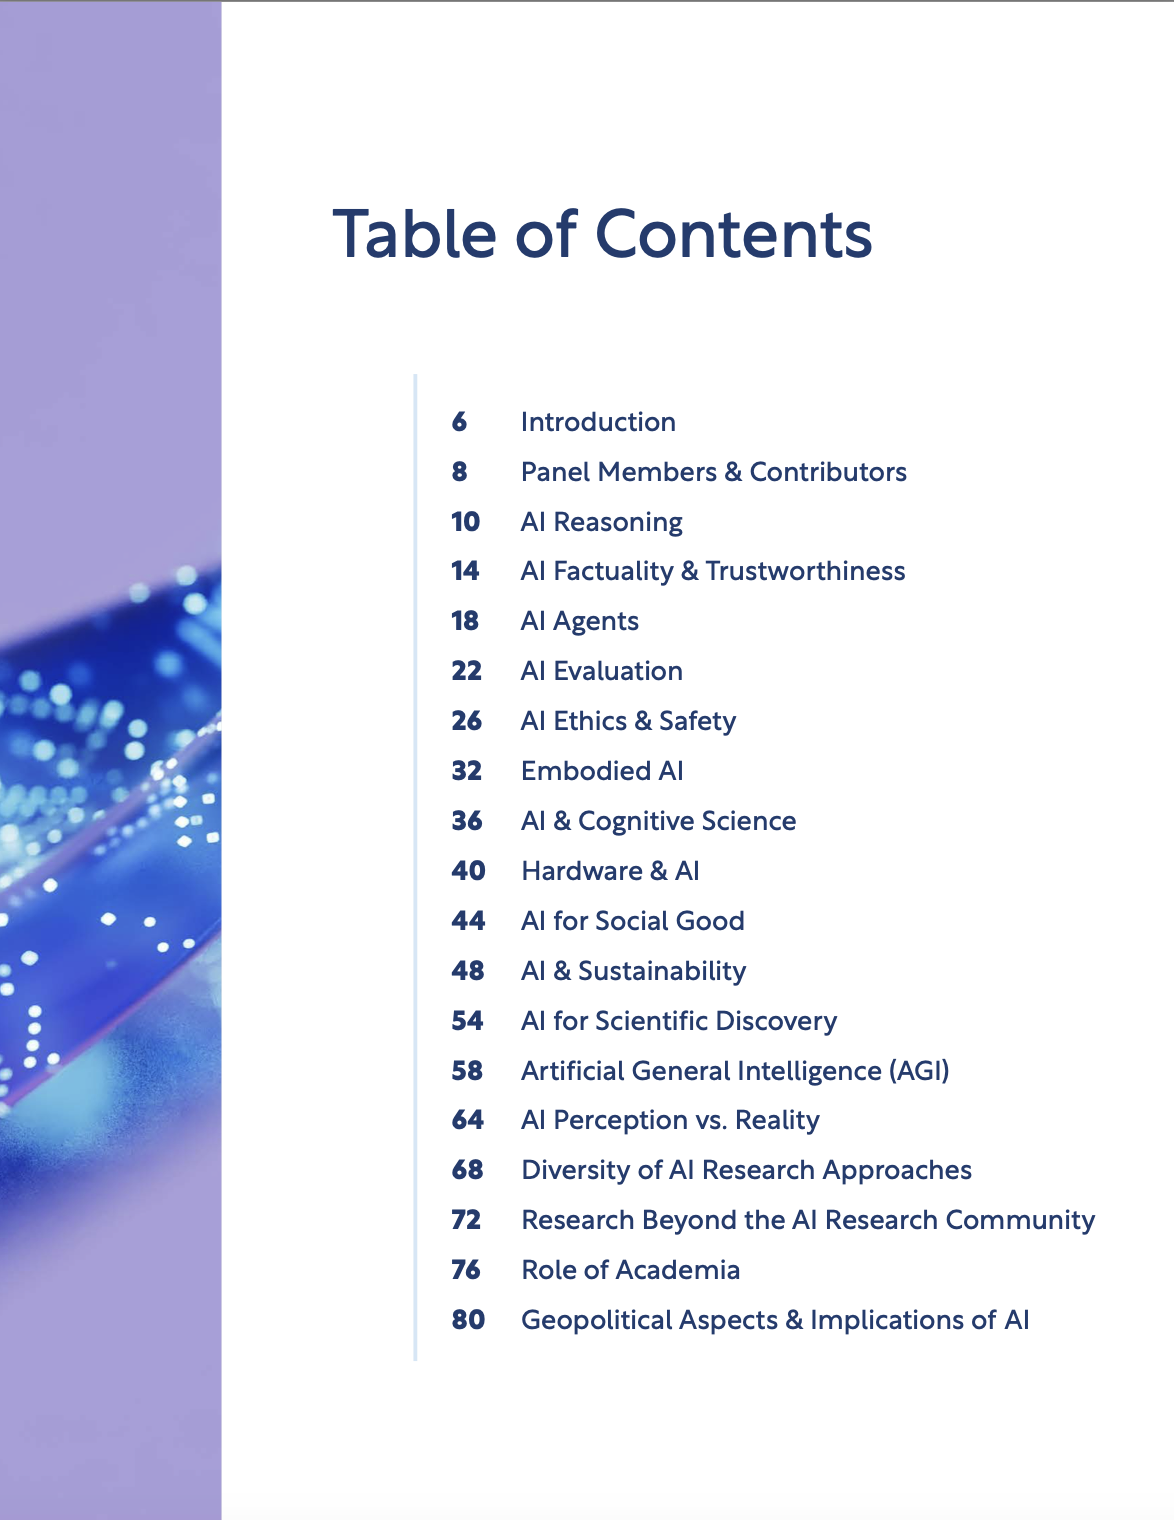 Table of Contents
6 Introduction
8 Panel Members & Contributors
10 AI Reasoning
14 AI Factuality & Trustworthiness
18 AI Agents
22 AI Evaluation
26 AI Ethics & Safety
32 Embodied AI
36 AI & Cognitive Science
40 Hardware & AI
44 AI for Social Good
48 AI & Sustainability
54 AI for Scientific Discovery
58 Artificial General Intelligence (AGI)
64 AI Perception vs. Reality
68 Diversity of AI Research Approaches
72 Research Beyond the AI Research Community
76 Role of Academia
80 Geopolitical Aspects & Implications of AI